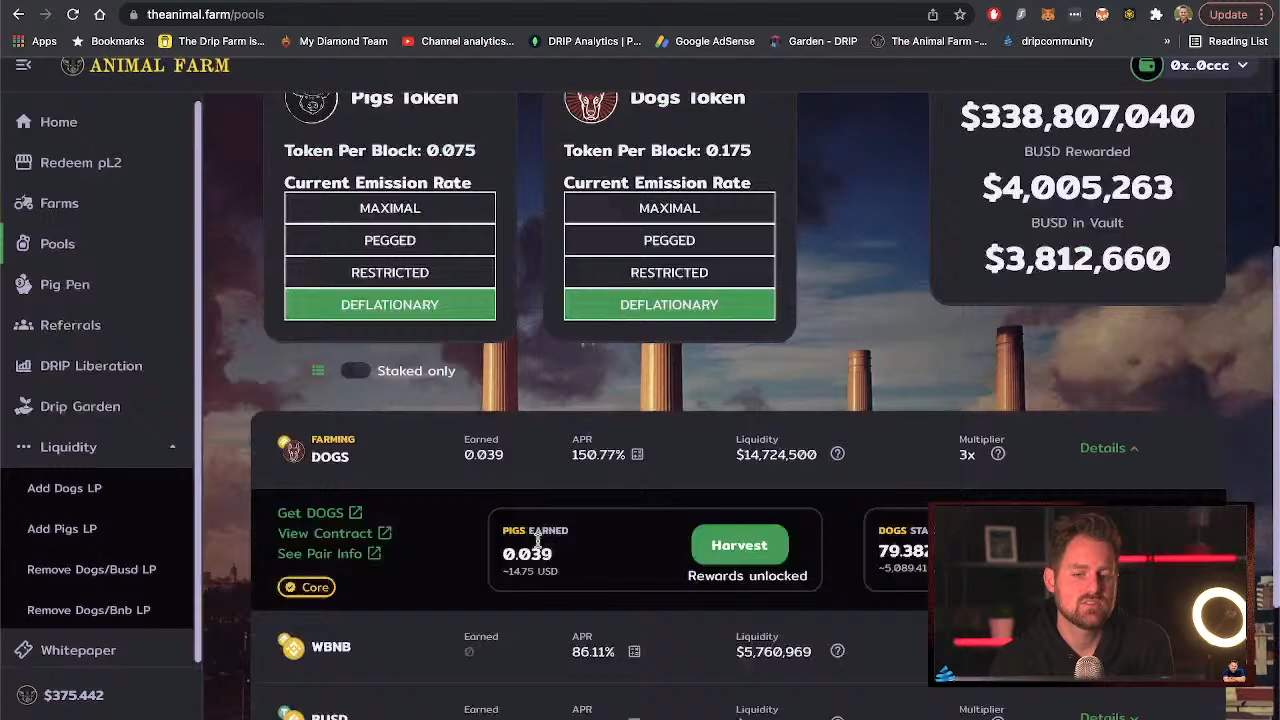 theanimal.farm/pools
Update
Apps
Bookmarks
The Drip Farm is...
My Diamond Team
Channel analytics...
DRIP Analytics | P...
Google AdSense
Garden - DRIP
The Animal Farm -...
dripcommunity
»
Reading List
ANIMAL FARM
0x..0ccc
Home
Redeem pL2
Farms
Pools
Pig Pen
Referrals
DRIP Liberation
Drip Garden
Liquidity
Add Dogs LP
Add Pigs LP
Remove Dogs/Busd LP
Remove Dogs/Bnb LP
Whitepaper
$375.442
Pigs Token
Token Per Block: 0.075
Current Emission Rate
MAXIMAL
PEGGED
RESTRICTED
DEFLATIONARY
Dogs Token
Token Per Block: 0.175
Current Emission Rate
MAXIMAL
PEGGED
RESTRICTED
DEFLATIONARY
$338,807,040
BUSD Rewarded
$4,005,263
BUSD in Vault
$3,812,660
Staked only
FARMING
DOGS
Earned
0.039
APR
150.77%
Liquidity
$14,724,500
Multiplier
3x
Details
Get DOGS
View Contract
See Pair Info
Core
PIGS EARNED
0.039
~14.75 USD
Harvest
Rewards unlocked
DOGS STA
79.382
~5,089.41
WBNB
Earned
0
APR
86.11%
Liquidity
$5,760,969
BUSD
Earned
APR
Liquidity
Details